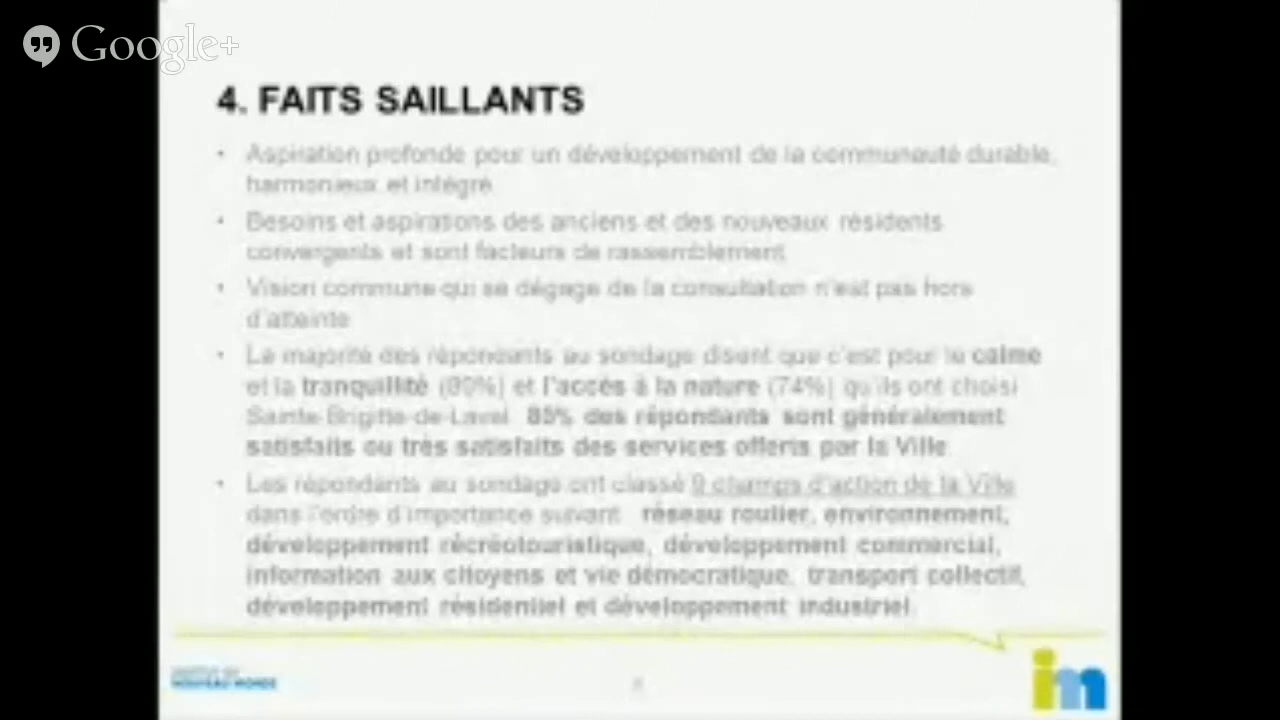 Google+
4. FAITS SAILLANTS
• Aspiration profonde pour un développement de la communauté durable,
harmonieux et intégré
• Besoins et aspirations des anciens et des nouveaux résidents
convergents et sont facteurs de rassemblement
• Vision commune qui se dégage de la consultation n'est pas hors
d'atteinte
• La majorité des répondants au sondage disent que c'est pour le calme
et la tranquillité (80%) et l'accès à la nature (74%) qu'ils ont choisi
Sainte-Brigitte-de-Laval. 85% des répondants sont généralement
satisfaits ou très satisfaits des services offerts par la Ville
• Les répondants au sondage ont classé 9 champs d'action de la Ville
dans l'ordre d'importance suivant : réseau routier, environnement,
développement récréotouristique, développement commercial,
information aux citoyens et vie démocratique, transport collectif,
développement résidentiel et développement industriel.
NOUVEAU MONDE
im